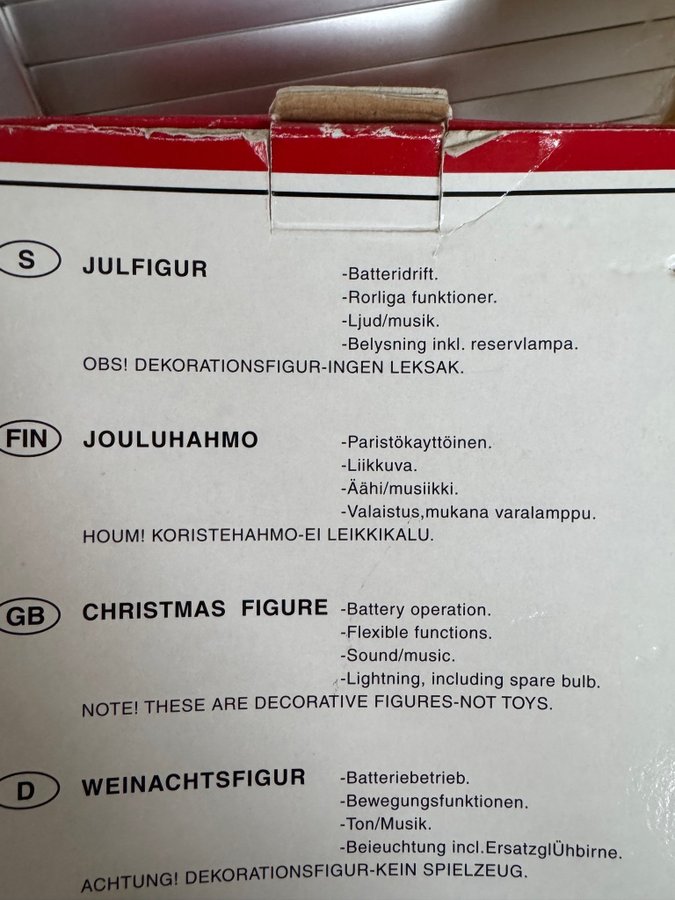 S JULFIGUR
-Batteridrift.
-Rorliga funktioner.
-Ljud/musik.
-Belysning inkl. reservlampa.
OBS! DEKORATIONSFIGUR-INGEN LEKSAK.
FIN JOULUHAHMO
-Paristökayttöinen.
-Liikkuva.
-Äähi/musiikki.
-Valaistus,mukana varalamppu.
HOUM! KORISTEHAHMO-EI LEIKKIKALU.
GB CHRISTMAS FIGURE
-Battery operation.
-Flexible functions.
-Sound/music.
-Lightning, including spare bulb.
NOTE! THESE ARE DECORATIVE FIGURES-NOT TOYS.
D WEINACHTSFIGUR
-Batteriebetrieb.
-Bewegungsfunktionen.
-Ton/Musik.
-Beieuchtung incl.ErsatzglÜhbirne.
ACHTUNG! DEKORATIONSFIGUR-KEIN SPIELZEUG.